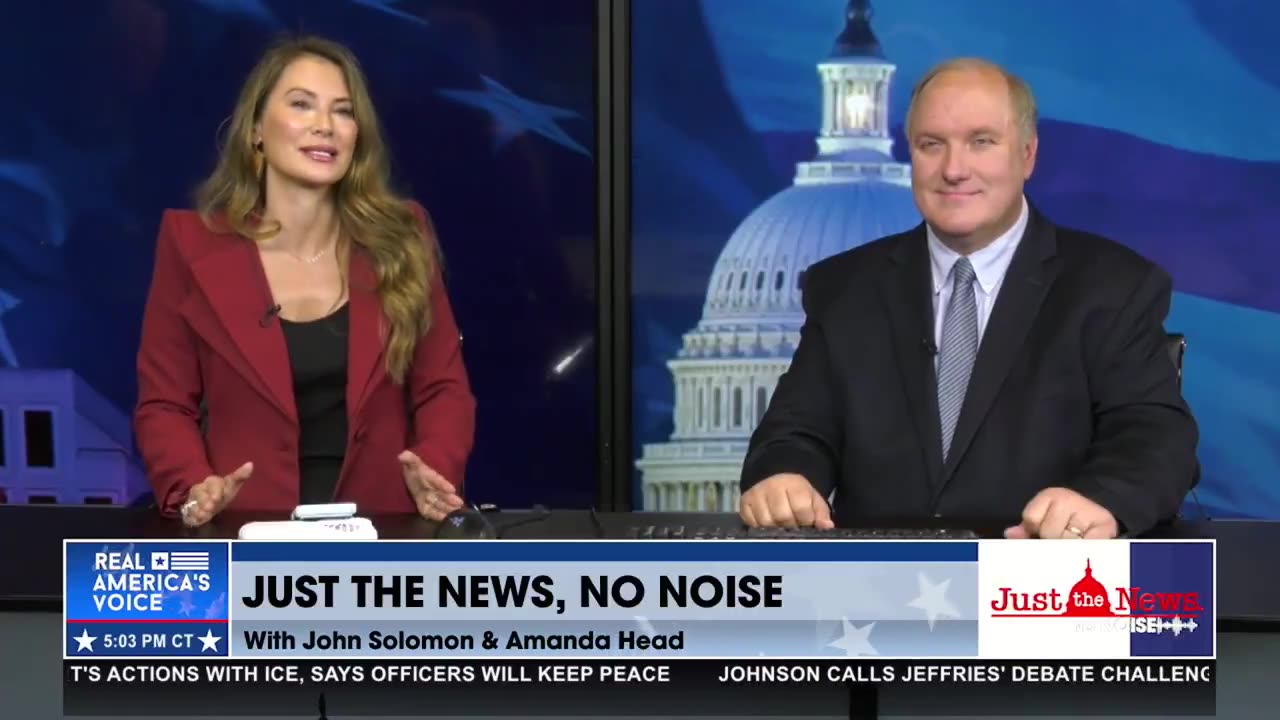 REAL
AMERICA'S
VOICE
5:03 PM CT
JUST THE NEWS, NO NOISE
With John Solomon & Amanda Head
Just the News
NOISE
T'S ACTIONS WITH ICE, SAYS OFFICERS WILL KEEP PEACE JOHNSON CALLS JEFFRIES' DEBATE CHALLENG